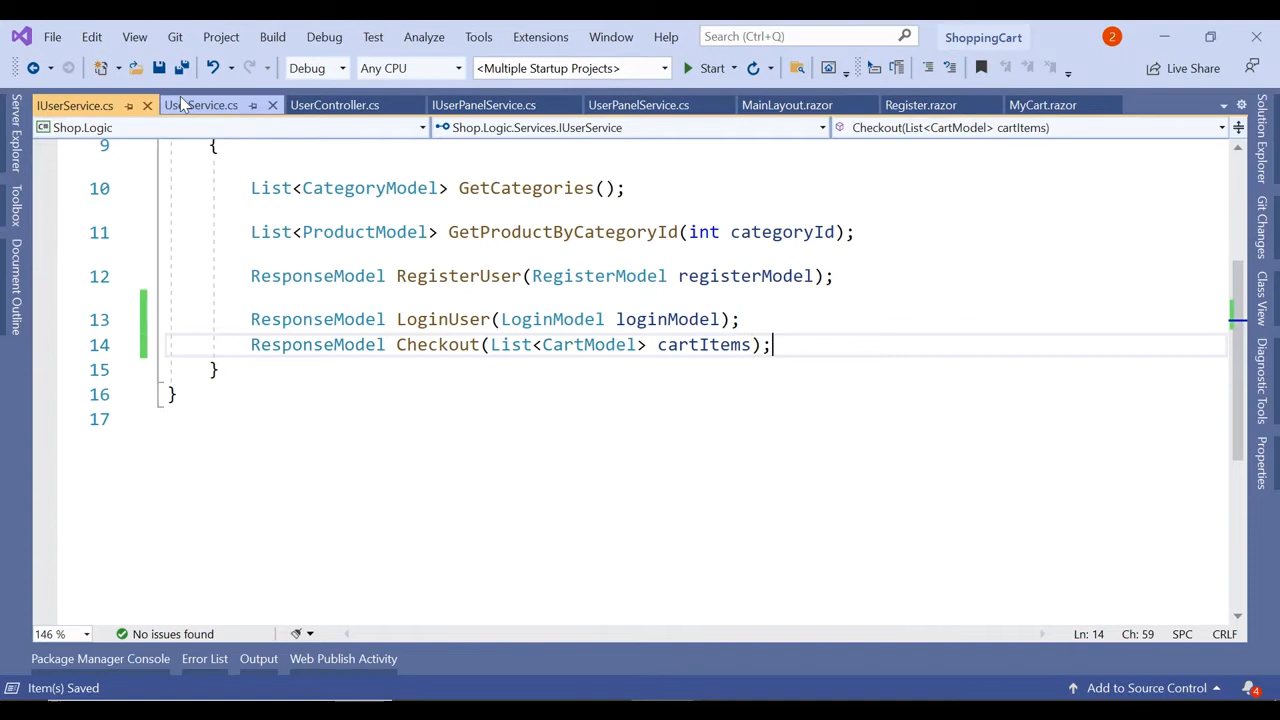 File Edit View Git Project Build Debug Test Analyze Tools Extensions Window Help Search (Ctrl+Q) ShoppingCart 2
Debug Any CPU <Multiple Startup Projects> Start Live Share
IUserService.cs UserService.cs UserController.cs IUserPanelService.cs UserPanelService.cs MainLayout.razor Register.razor MyCart.razor
Shop.Logic Shop.Logic.Services.IUserService Checkout(List<CartModel> cartItems)
Server Explorer
Toolbox
Document Outline
9 {
10 List<CategoryModel> GetCategories();
11 List<ProductModel> GetProductByCategoryId(int categoryId);
12 ResponseModel RegisterUser(RegisterModel registerModel);
13 ResponseModel LoginUser(LoginModel loginModel);
14 ResponseModel Checkout(List<CartModel> cartItems);
15 }
16 }
17
Solution Explorer
Git Changes
Class View
Diagnostic Tools
Properties
146 % No issues found Ln: 14 Ch: 59 SPC CRLF
Package Manager Console Error List Output Web Publish Activity
Item(s) Saved Add to Source Control 4